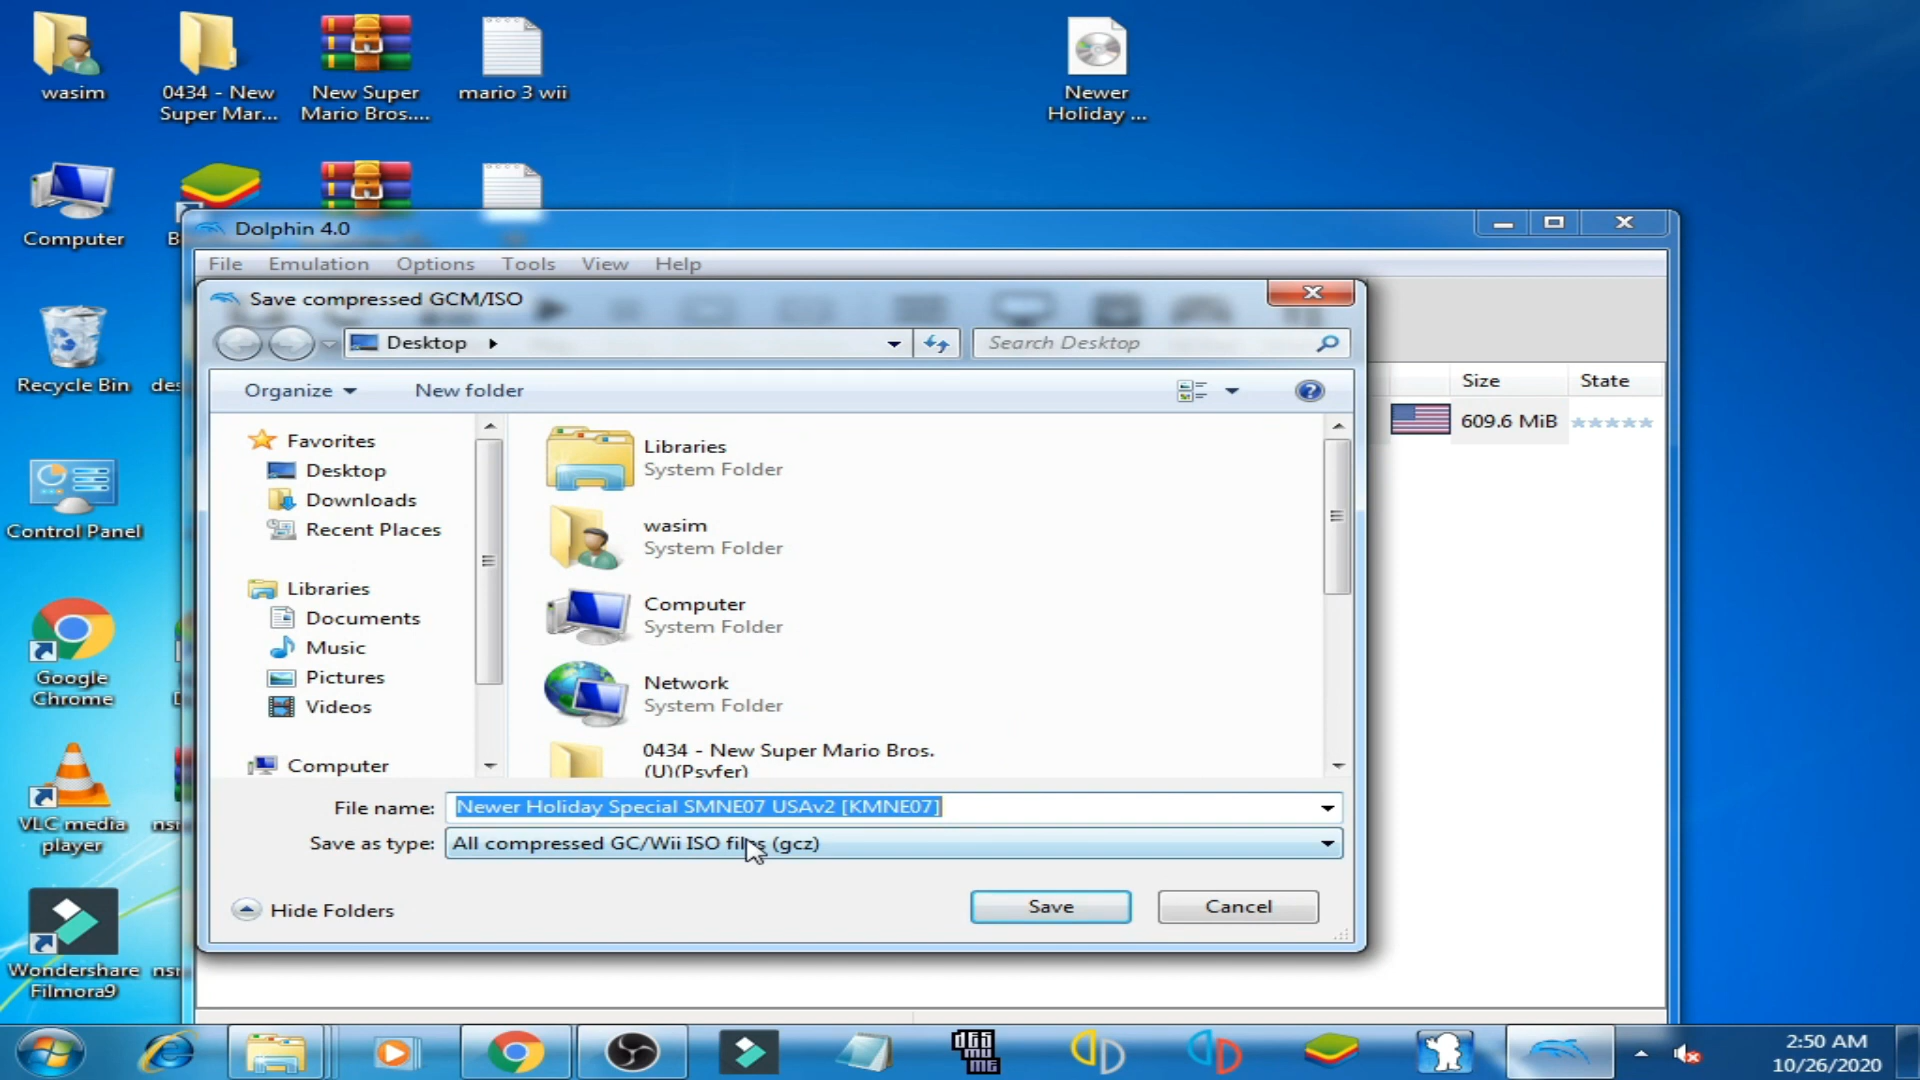 wasim
0434 - New
Super Mar...
New Super
Mario Bros....
mario 3 wii
Newer
Holiday ...
Computer
B
Recycle Bin
des
Control Panel
Google
Chrome
VLC media
player
nsi
Wondershare
Filmora9
nsi
Dolphin 4.0
File Emulation Options Tools View Help
Size State
609.6 MiB
Save compressed GCM/ISO
Desktop
Search Desktop
Organize New folder
Favorites
Desktop
Downloads
Recent Places
Libraries
Documents
Music
Pictures
Videos
Computer
Libraries
System Folder
wasim
System Folder
Computer
System Folder
Network
System Folder
0434 - New Super Mario Bros.
(U)(Psyfer)
File name: Newer Holiday Special SMNE07 USAv2 [KMNE07]
Save as type: All compressed GC/Wii ISO files (gcz)
Hide Folders
Save Cancel
2:50 AM
10/26/2020